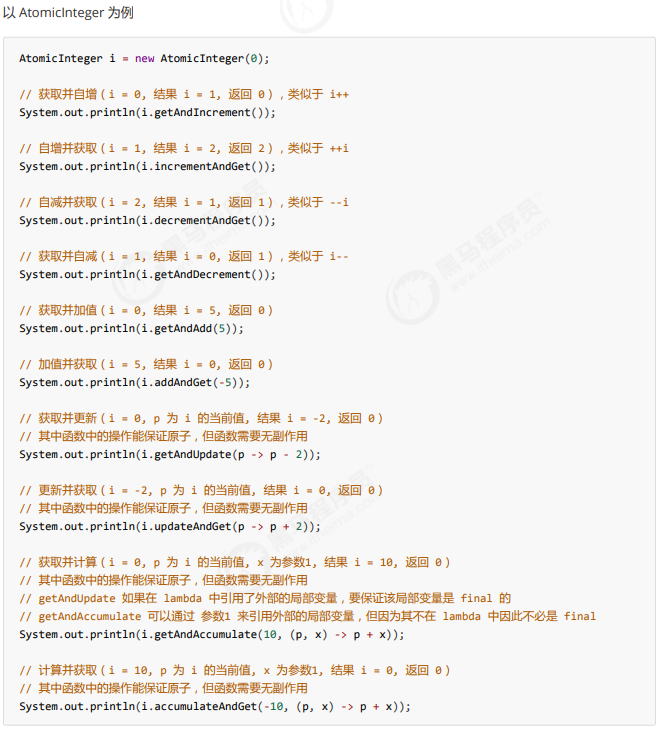 以 AtomicInteger 为例
AtomicInteger i = new AtomicInteger(0);
// 获取并自增（i = 0, 结果 i = 1, 返回 0），类似于 i++
System.out.println(i.getAndIncrement());
// 自增并获取（i = 1, 结果 i = 2, 返回 2），类似于 ++i
System.out.println(i.incrementAndGet());
// 自减并获取（i = 2, 结果 i = 1, 返回 1），类似于 --i
System.out.println(i.decrementAndGet());
// 获取并自减（i = 1, 结果 i = 0, 返回 1），类似于 i--
System.out.println(i.getAndDecrement());
// 获取并加值（i = 0, 结果 i = 5, 返回 0）
System.out.println(i.getAndAdd(5));
// 加值并获取（i = 5, 结果 i = 0, 返回 0）
System.out.println(i.addAndGet(-5));
// 获取并更新（i = 0, p 为 i 的当前值, 结果 i = -2, 返回 0）
// 其中函数中的操作能保证原子，但函数需要无副作用
System.out.println(i.getAndUpdate(p -> p - 2));
// 更新并获取（i = -2, p 为 i 的当前值, 结果 i = 0, 返回 0）
// 其中函数中的操作能保证原子，但函数需要无副作用
System.out.println(i.updateAndGet(p -> p + 2));
// 获取并计算（i = 0, p 为 i 的当前值, x 为参数1, 结果 i = 10, 返回 0）
// 其中函数中的操作能保证原子，但函数需要无副作用
// getAndUpdate 如果在 lambda 中引用了外部的局部变量，要保证该局部变量是 final 的
// getAndAccumulate 可以通过 参数1 来引用外部的局部变量，但因为其不在 lambda 中因此不必是 final
System.out.println(i.getAndAccumulate(10, (p, x) -> p + x));
// 计算并获取（i = 10, p 为 i 的当前值, x 为参数1, 结果 i = 0, 返回 0）
// 其中函数中的操作能保证原子，但函数需要无副作用
System.out.println(i.accumulateAndGet(-10, (p, x) -> p + x));
黑马程序员
www.itheima.com
黑马程序员
www.itheima.com